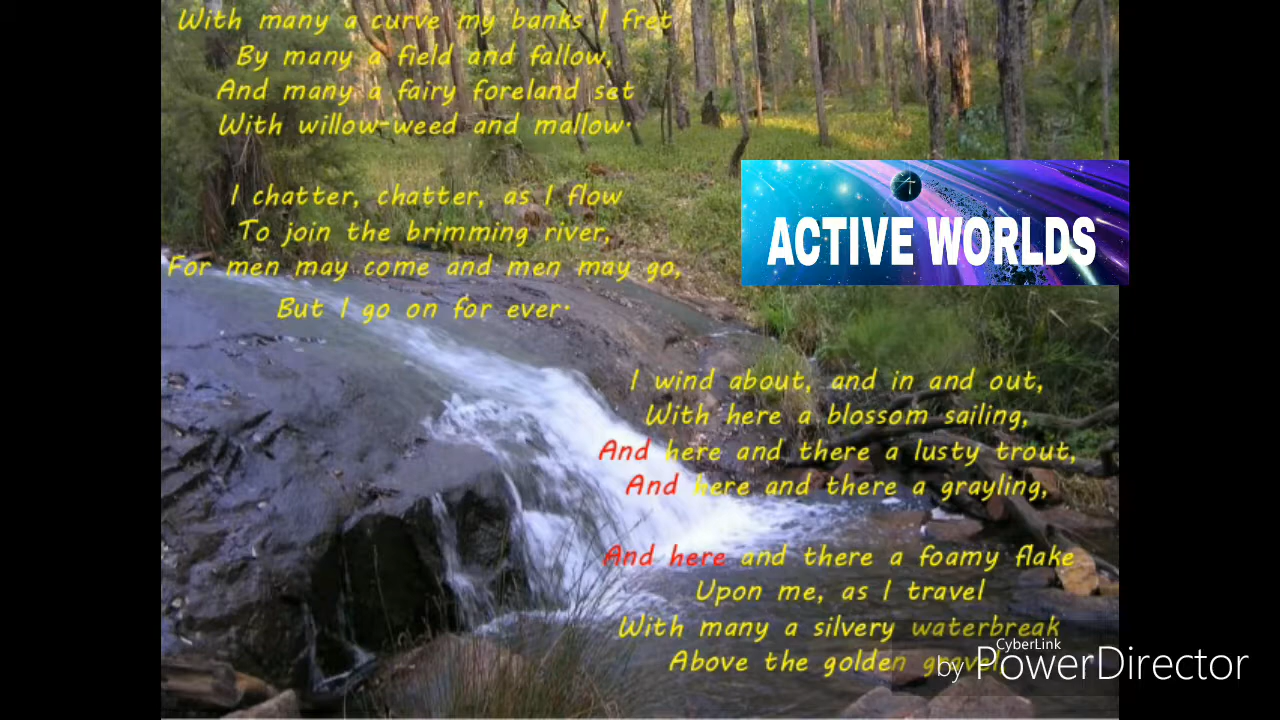 With many a curve my banks I fret
By many a field and fallow,
And many a fairy foreland set
With willow-weed and mallow.
I chatter, chatter, as I flow
To join the brimming river,
For men may come and men may go,
But I go on for ever.
ACTIVE WORLDS
I wind about, and in and out,
With here a blossom sailing,
And here and there a lusty trout,
And here and there a grayling,
And here and there a foamy flake
Upon me, as I travel
With many a silvery waterbreak
Above the golden gravel
CyberLink
by PowerDirector